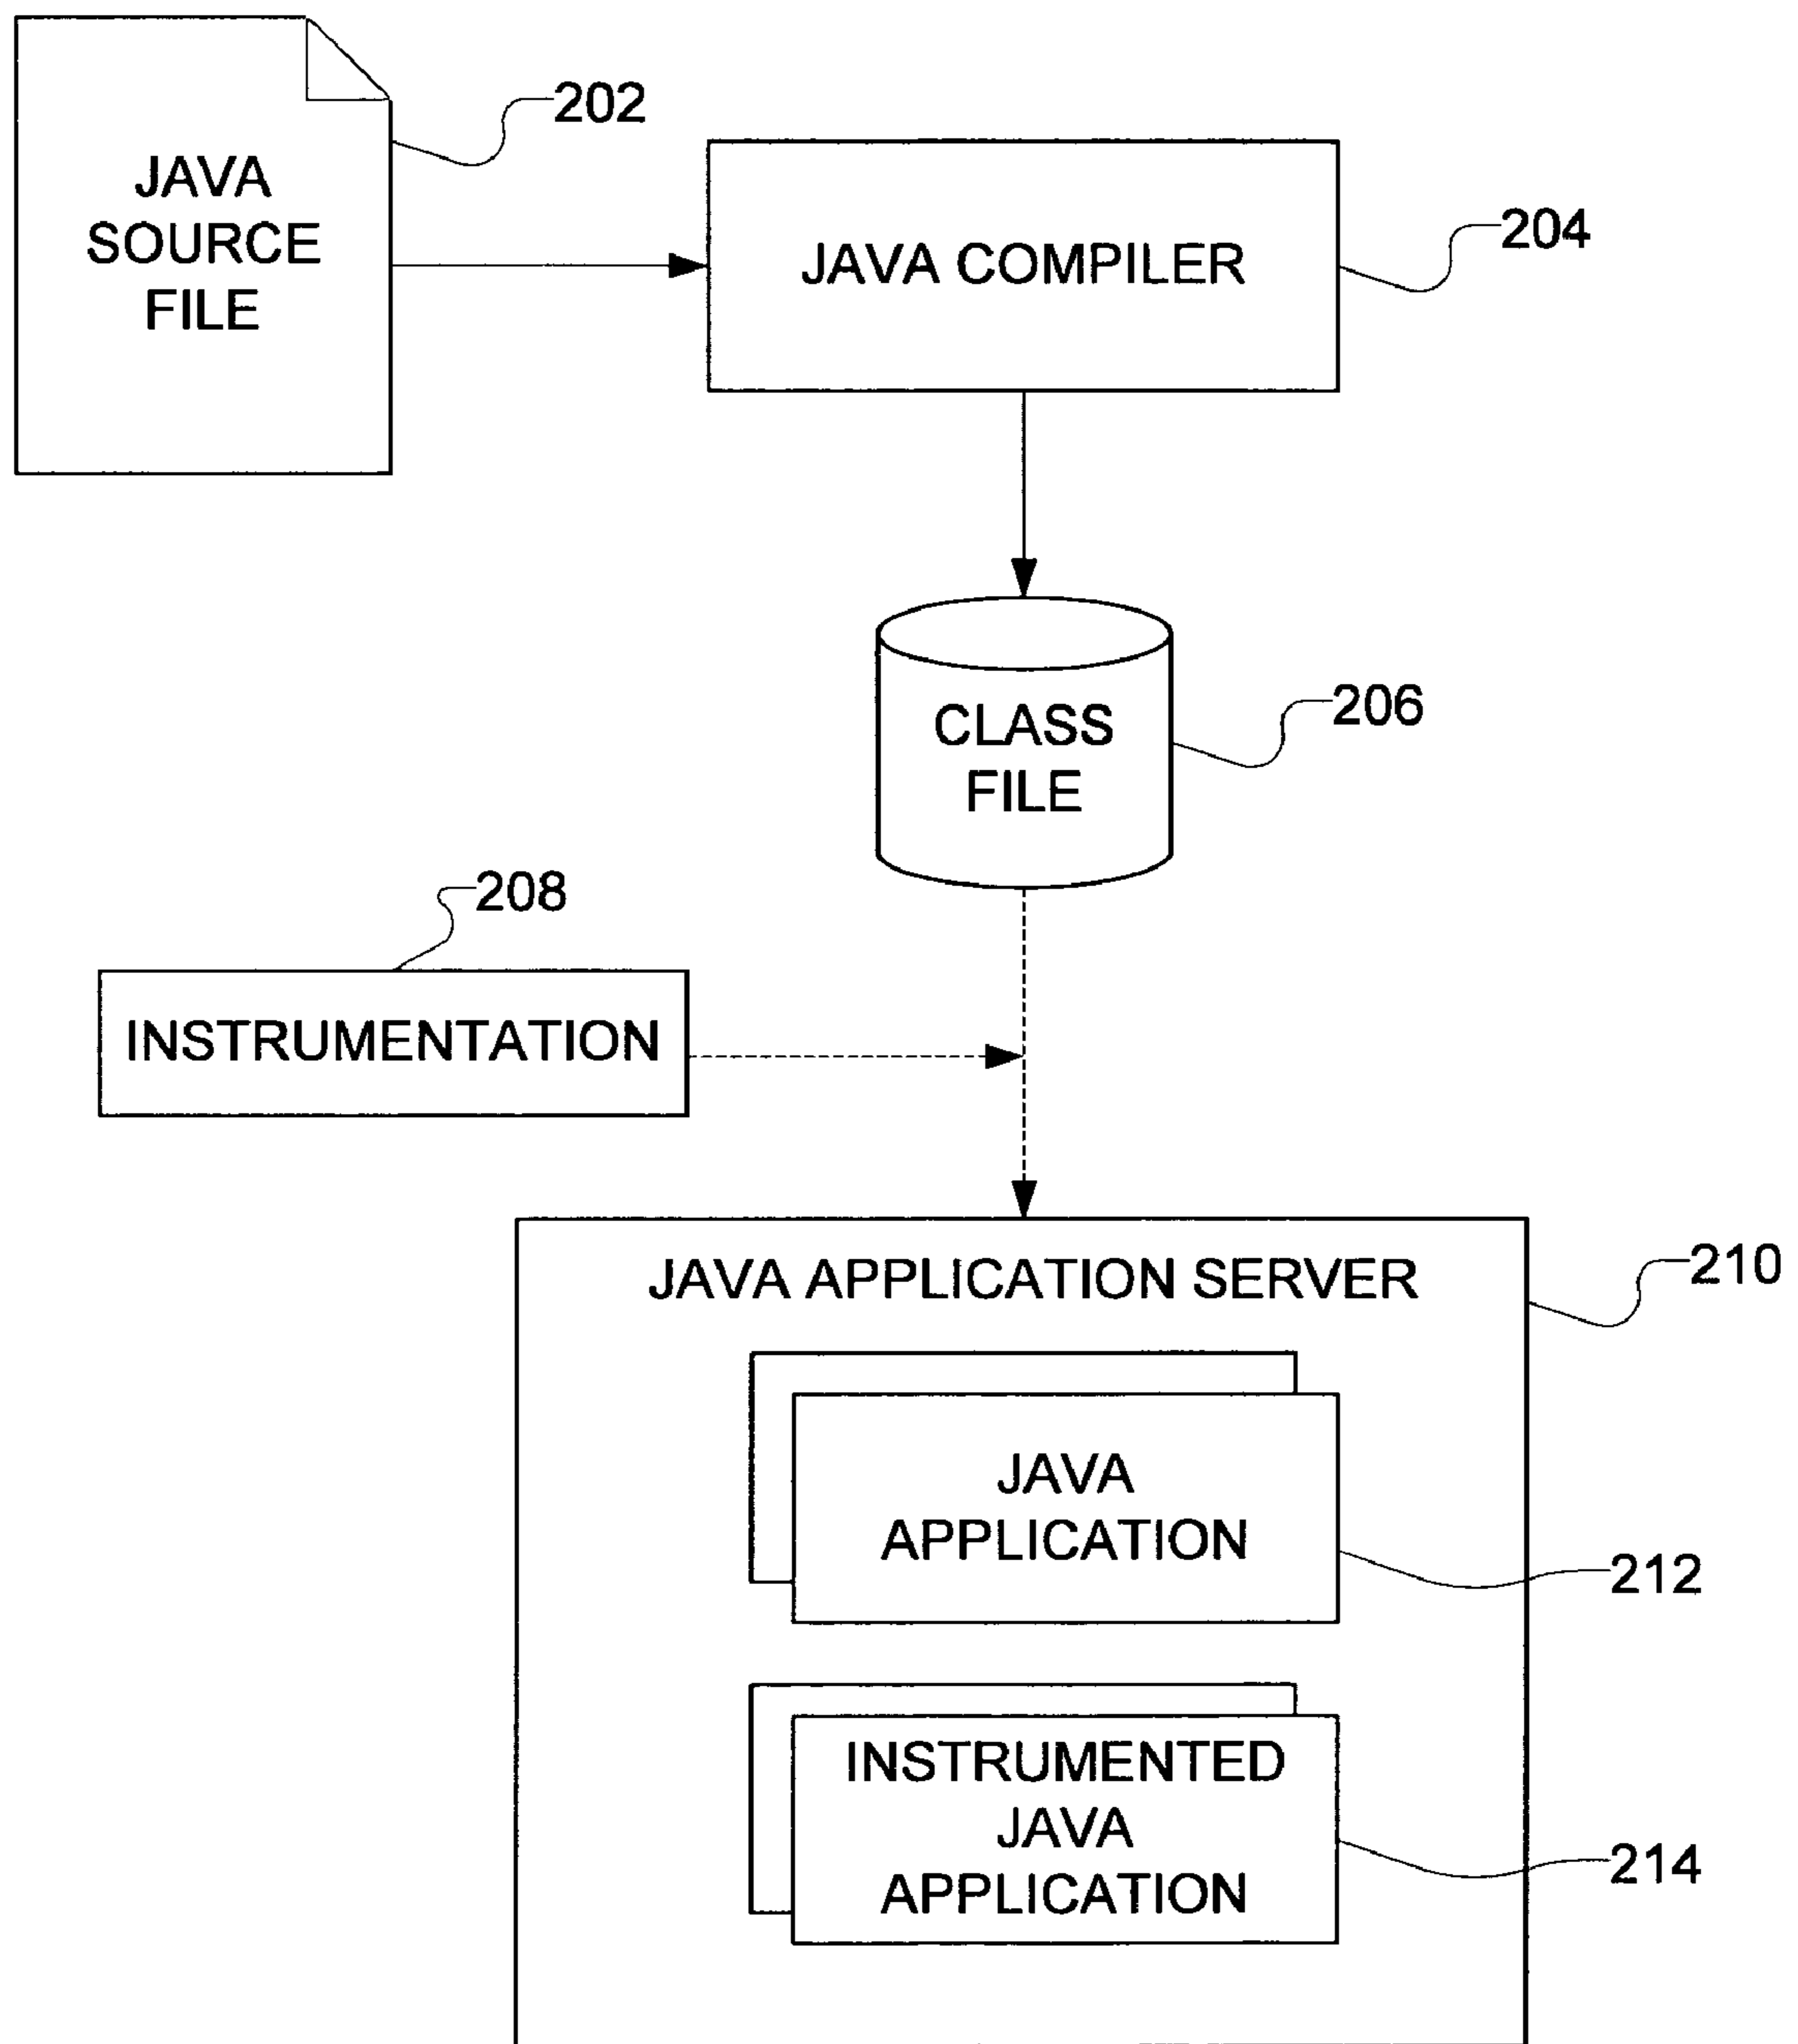 202
JAVA
SOURCE
FILE
204
JAVA COMPILER
206
CLASS
FILE
208
INSTRUMENTATION
210
JAVA APPLICATION SERVER
JAVA
APPLICATION
212
INSTRUMENTED
JAVA
APPLICATION
214